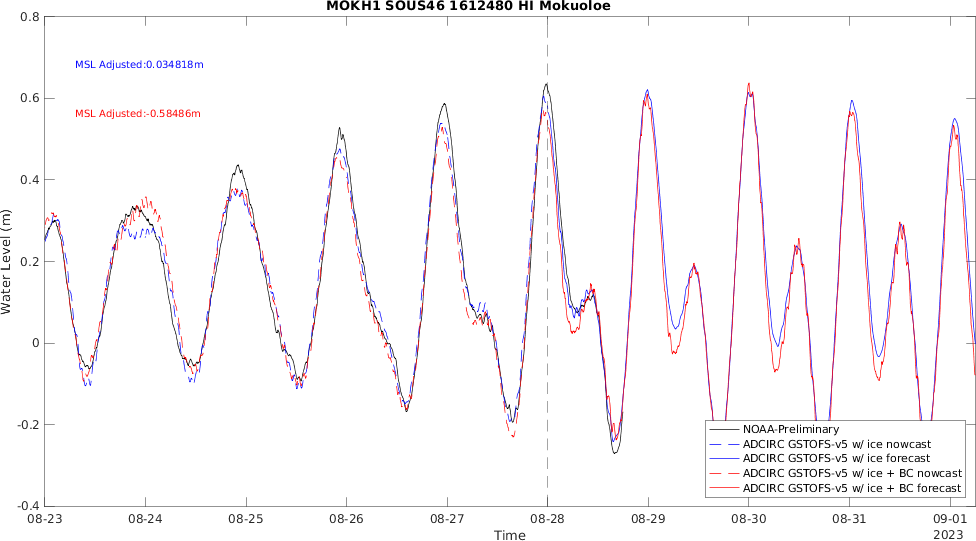 MOKH1 SOUS46 1612480 HI Mokuoloe
0.8
MSL Adjusted:0.034818m
0.6
MSL Adjusted:-0.58486m
0.4
Water Level (m)
0.2
0
-0.2
NOAA-Preliminary
ADCIRC GSTOFS-v5 w/ ice nowcast
ADCIRC GSTOFS-v5 w/ ice forecast
ADCIRC GSTOFS-v5 w/ ice + BC nowcast
ADCIRC GSTOFS-v5 w/ ice + BC forecast
-0.4
08-23 08-24 08-25 08-26 08-27 08-28 08-29 08-30 08-31 09-01
Time 2023